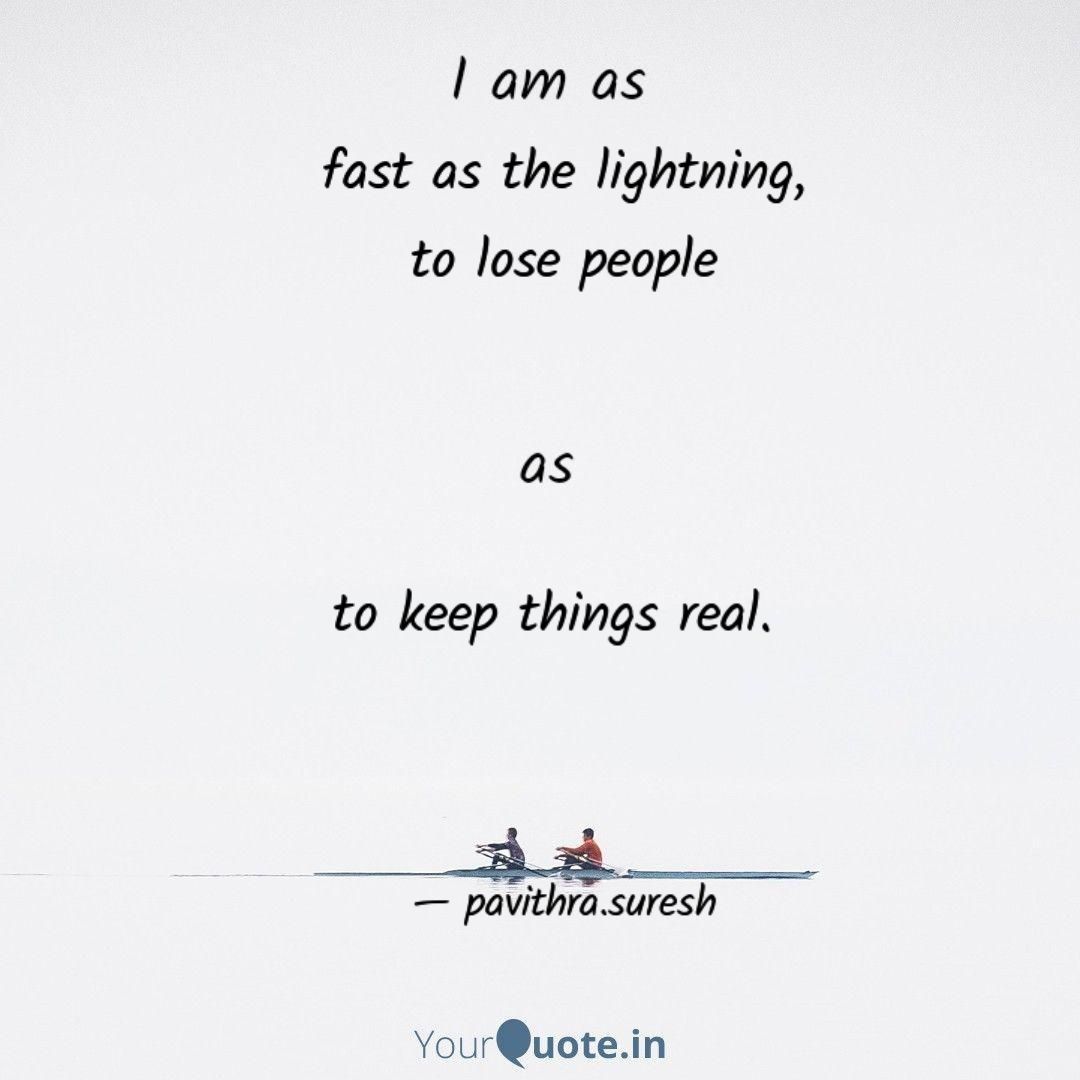 I am as
fast as the lightning,
to lose people
as
to keep things real.
— pavithra.suresh
YourQuote.in